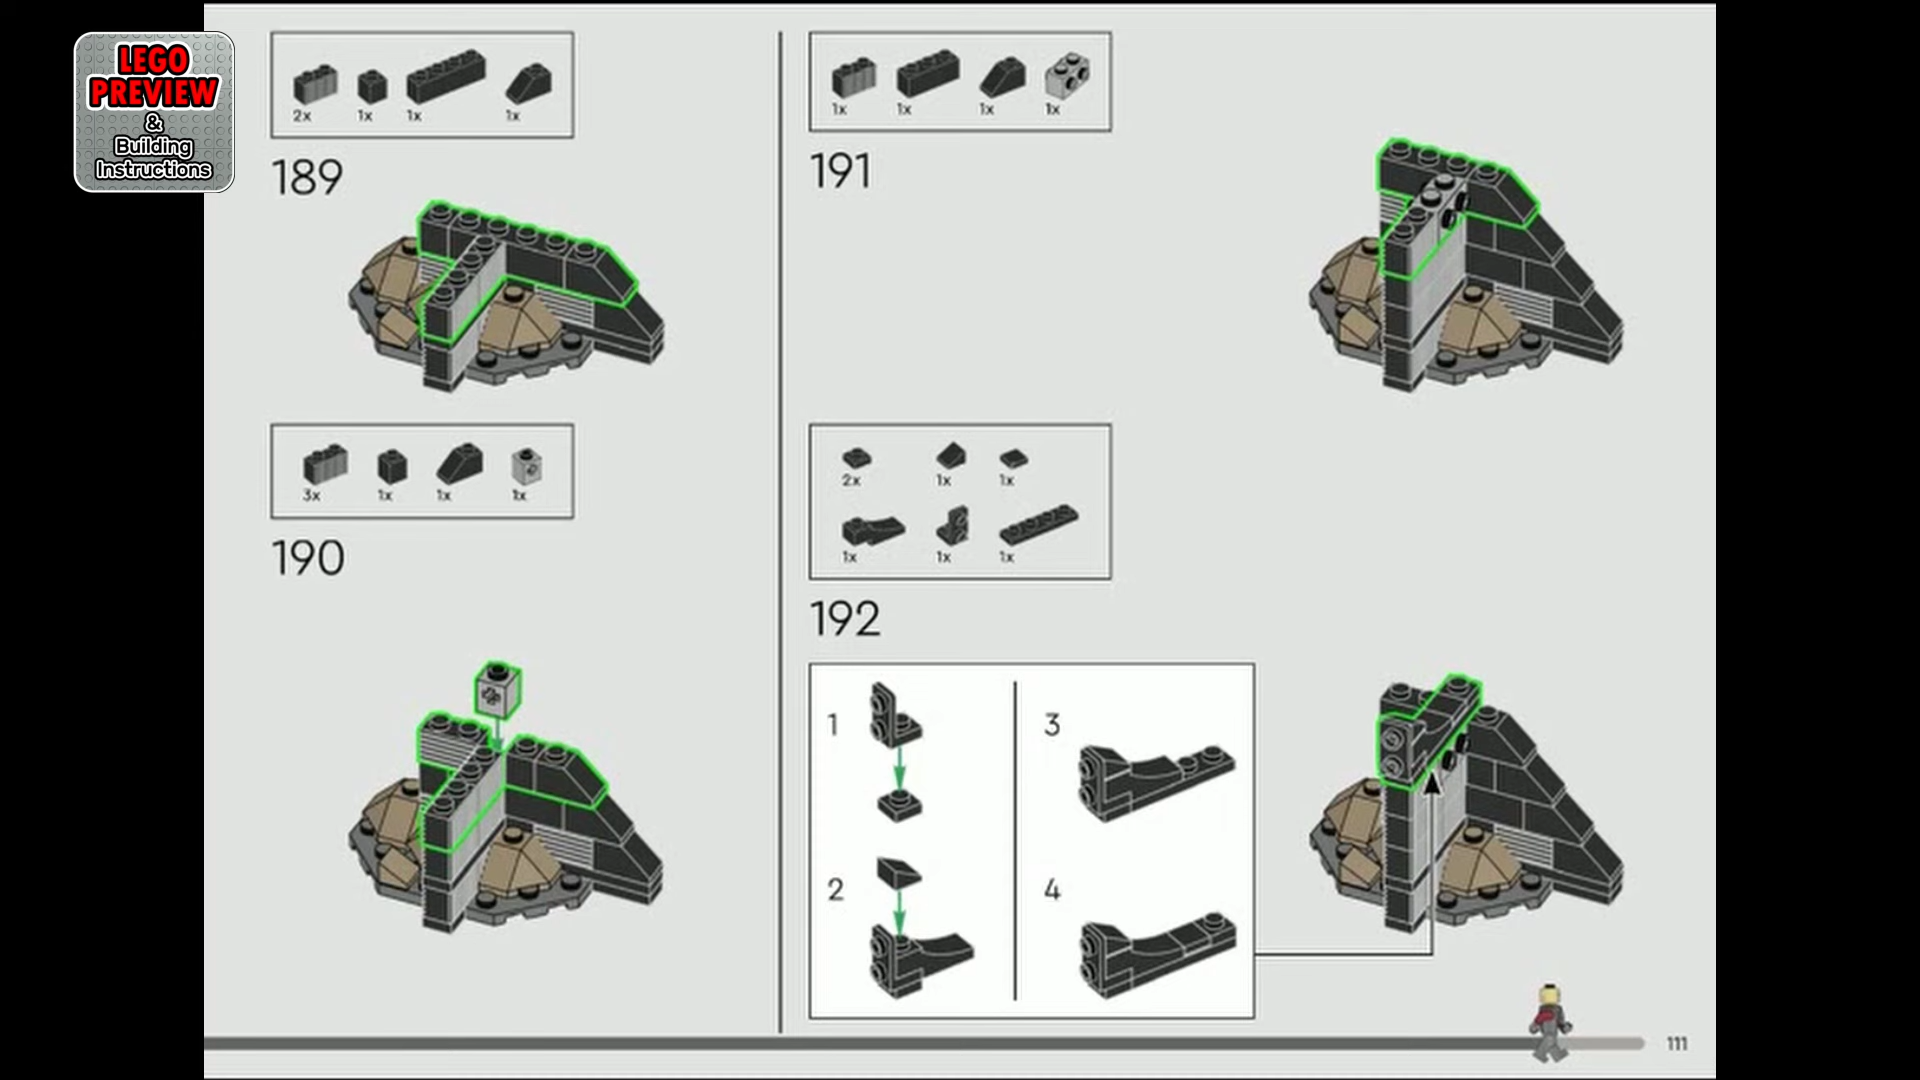 LEGO
PREVIEW
&
Building
Instructions
2x 1x 1x 1x
189
3x 1x 1x 1x
190
1x 1x 1x 1x
191
2x 1x 1x
1x 1x 1x
192
1
2
3
4
111